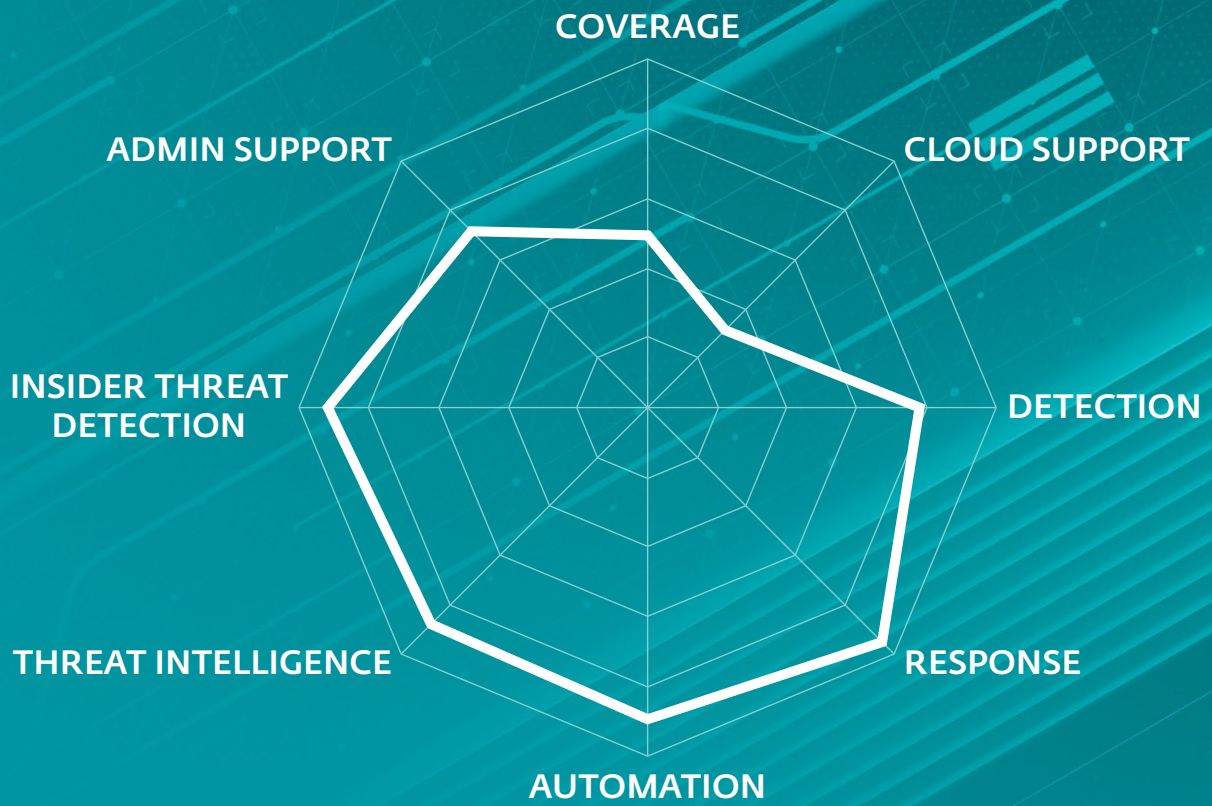 COVERAGE
ADMIN SUPPORT
CLOUD SUPPORT
INSIDER THREAT
DETECTION
DETECTION
THREAT INTELLIGENCE
RESPONSE
AUTOMATION